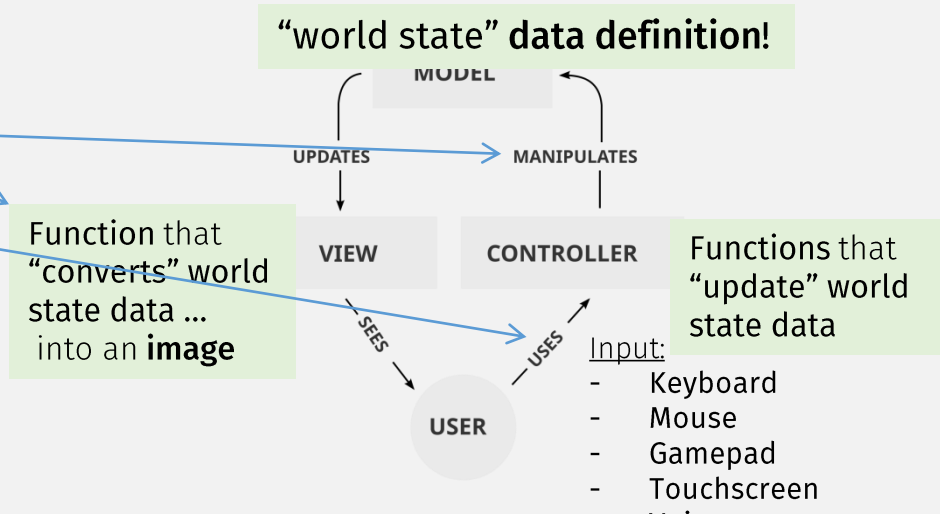 “world state” data definition!
MODEL
UPDATES
MANIPULATES
Function that
“converts” world
state data ...
into an image
VIEW
CONTROLLER
Functions that
“update” world
state data
SEES
USES
USER
Input:
- Keyboard
- Mouse
- Gamepad
- Touchscreen